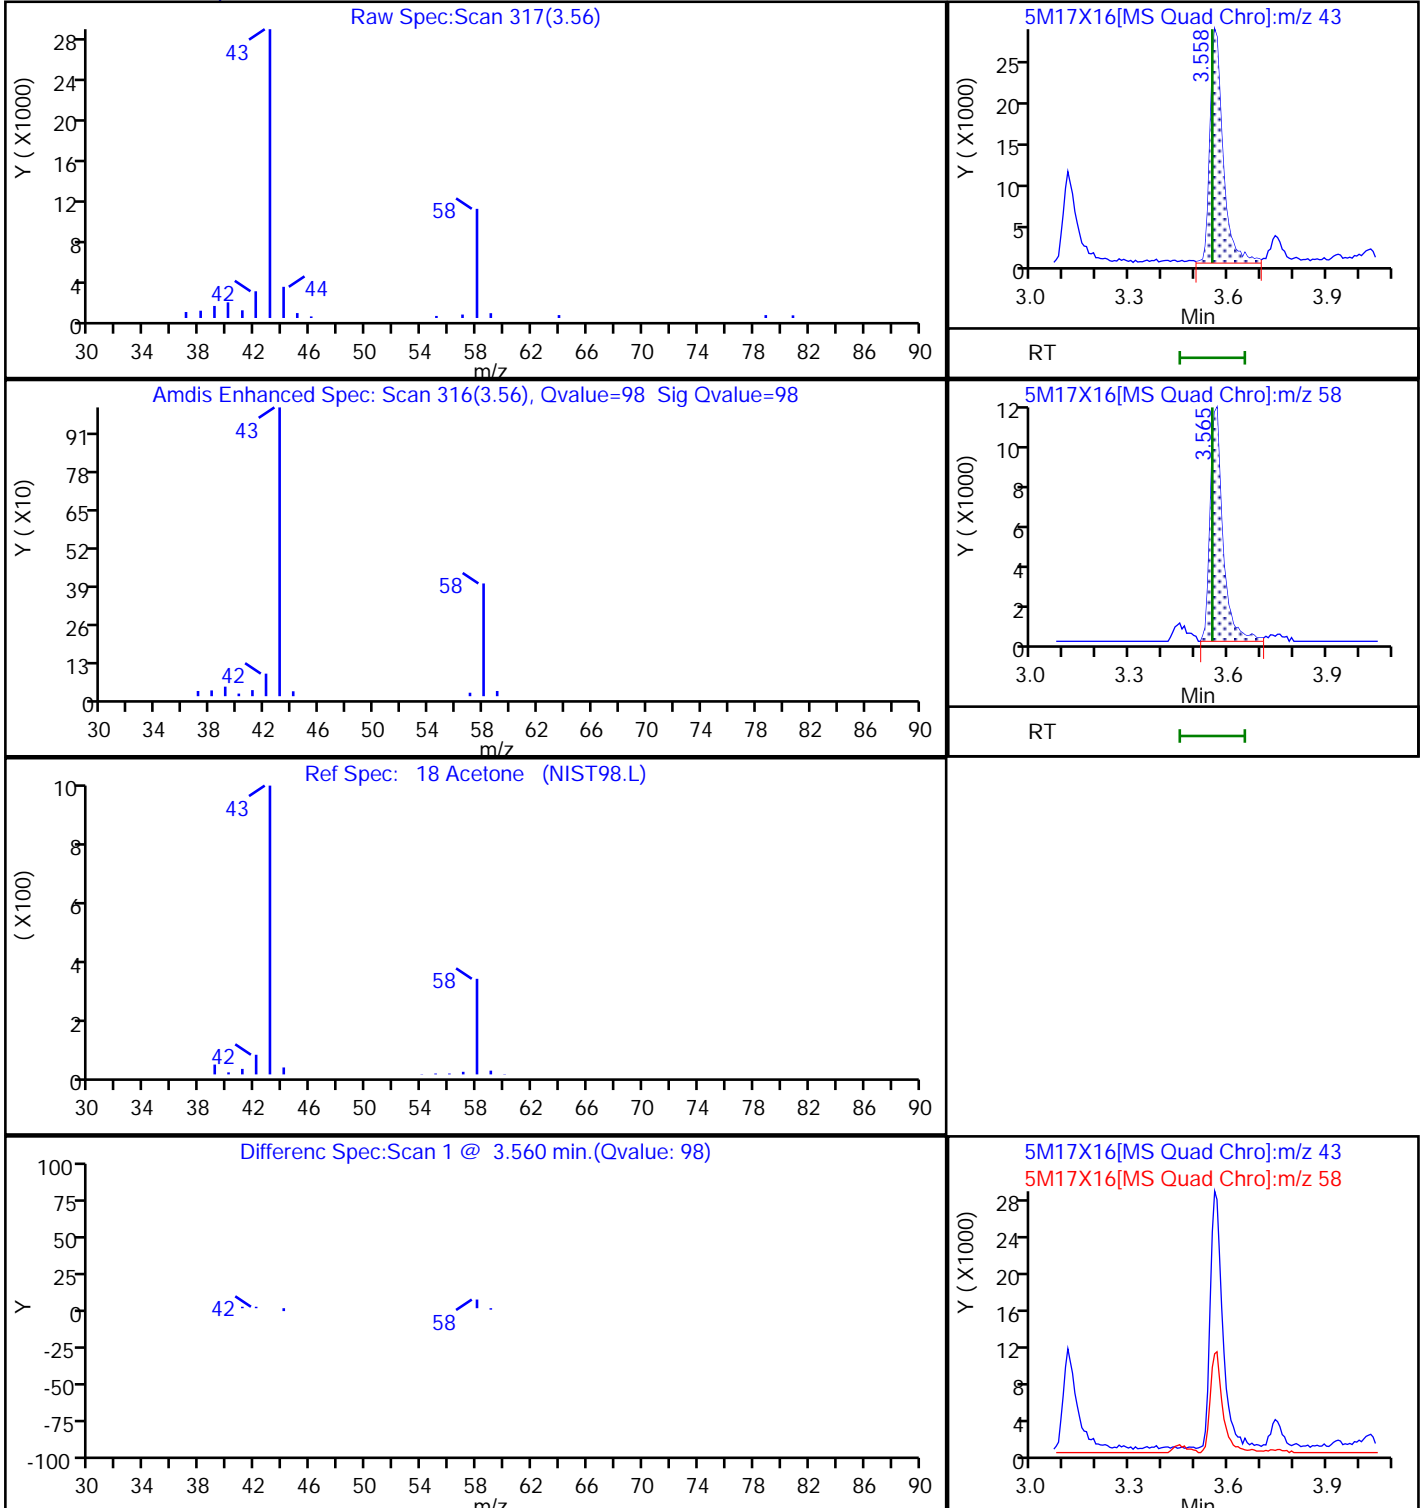 Raw Spec:Scan 317(3.56)
Y ( X1000)
28
24
20
16
12
8
4
0
43
58
42
44
30 34 38 42 46 50 54 58 62 66 70 74 78 82 86 90
m/z
5M17X16[MS Quad Chro]:m/z 43
Y ( X1000)
25
20
15
10
5
0
3.558
3.0 3.3 3.6 3.9
Min
RT
Amdis Enhanced Spec: Scan 316(3.56), Qvalue=98 Sig Qvalue=98
Y ( X10)
91
78
65
52
39
26
13
0
43
58
42
30 34 38 42 46 50 54 58 62 66 70 74 78 82 86 90
m/z
5M17X16[MS Quad Chro]:m/z 58
Y ( X1000)
12
10
8
6
4
2
0
3.565
3.0 3.3 3.6 3.9
Min
RT
Ref Spec: 18 Acetone (NIST98.L)
( X100)
10
8
6
4
2
0
43
58
42
30 34 38 42 46 50 54 58 62 66 70 74 78 82 86 90
Differenc Spec:Scan 1 @ 3.560 min.(Qvalue: 98)
Y
100
75
50
25
0
-25
-50
-75
-100
42
58
30 34 38 42 46 50 54 58 62 66 70 74 78 82 86 90
m/z
5M17X16[MS Quad Chro]:m/z 43
5M17X16[MS Quad Chro]:m/z 58
Y ( X1000)
28
24
20
16
12
8
4
0
3.0 3.3 3.6 3.9
Min